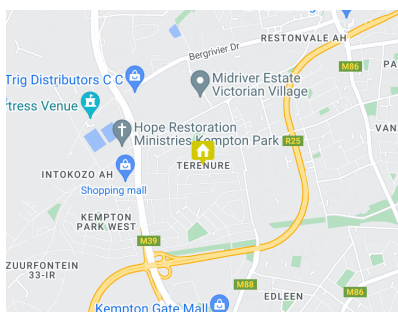 RESTONVALE AH
Bergrivier Dr
M86
PA
Trig Distributors C C
Midriver Estate
Victorian Village
rtress Venue
VAN
Hope Restoration
Ministries Kempton Park
R25
TERENURE
INTOKOZO AH
Shopping mall
KEMPTON
PARK WEST
M39
ZUURFONTEIN
33-IR
M88
EDLEEN
M86
Kempton Gate Mall